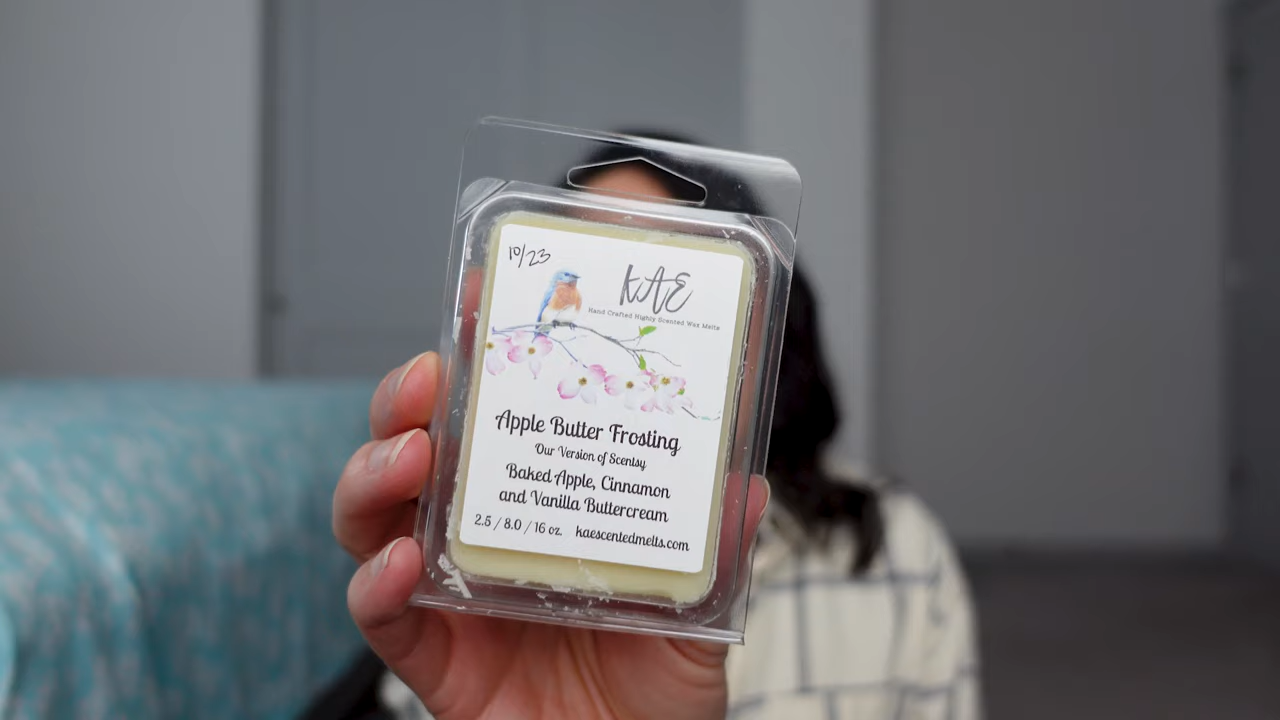 10/23
KAE
Hand Crafted Highly Scented Wax Melts
Apple Butter Frosting
Our Version of Scentsy
Baked Apple, Cinnamon
and Vanilla Buttercream
2.5 / 8.0 / 16 oz. kaescentedmelts.com